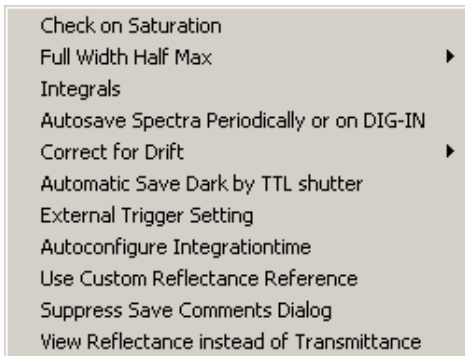 Check on Saturation
Full Width Half Max
Integrals
Autosave Spectra Periodically or on DIG-IN
Correct for Drift
Automatic Save Dark by TTL shutter
External Trigger Setting
Autoconfigure Integrationtime
Use Custom Reflectance Reference
Suppress Save Comments Dialog
View Reflectance instead of Transmittance